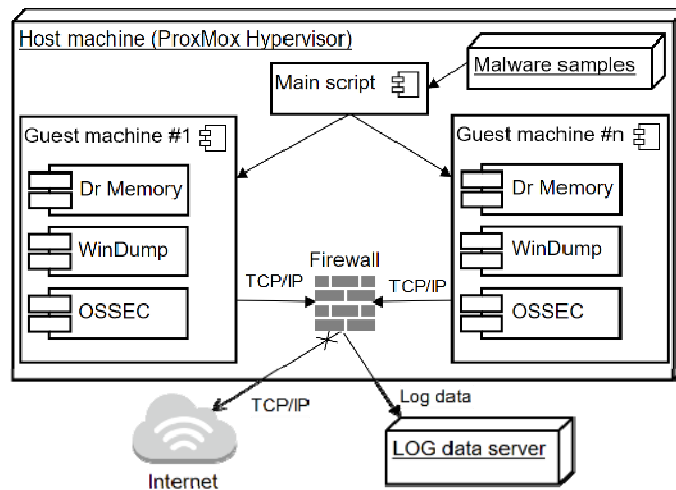 Host machine (ProxMox Hypervisor)
Main script
Malware samples
Guest machine #1
Dr Memory
WinDump
OSSEC
Guest machine #n
Dr Memory
WinDump
OSSEC
Firewall
TCP/IP
TCP/IP
TCP/IP
Log data
Internet
LOG data server